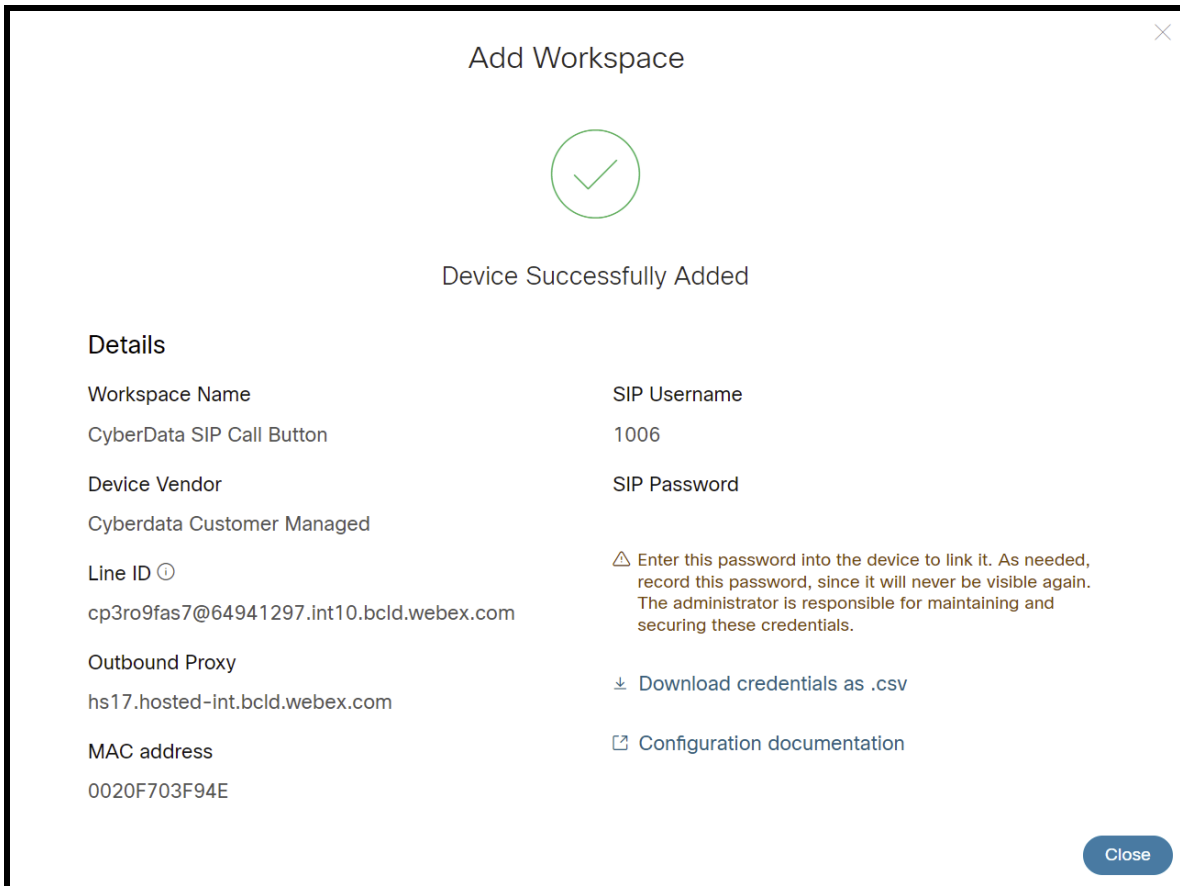 Add Workspace
Device Successfully Added
Details
Workspace Name
CyberData SIP Call Button
Device Vendor
Cyberdata Customer Managed
Line ID
cp3ro9fas7@64941297.int10.bcld.webex.com
Outbound Proxy
hs17.hosted-int.bcld.webex.com
MAC address
0020F703F94E
SIP Username
1006
SIP Password
Enter this password into the device to link it. As needed,
record this password, since it will never be visible again.
The administrator is responsible for maintaining and
securing these credentials.
Download credentials as .csv
Configuration documentation
Close